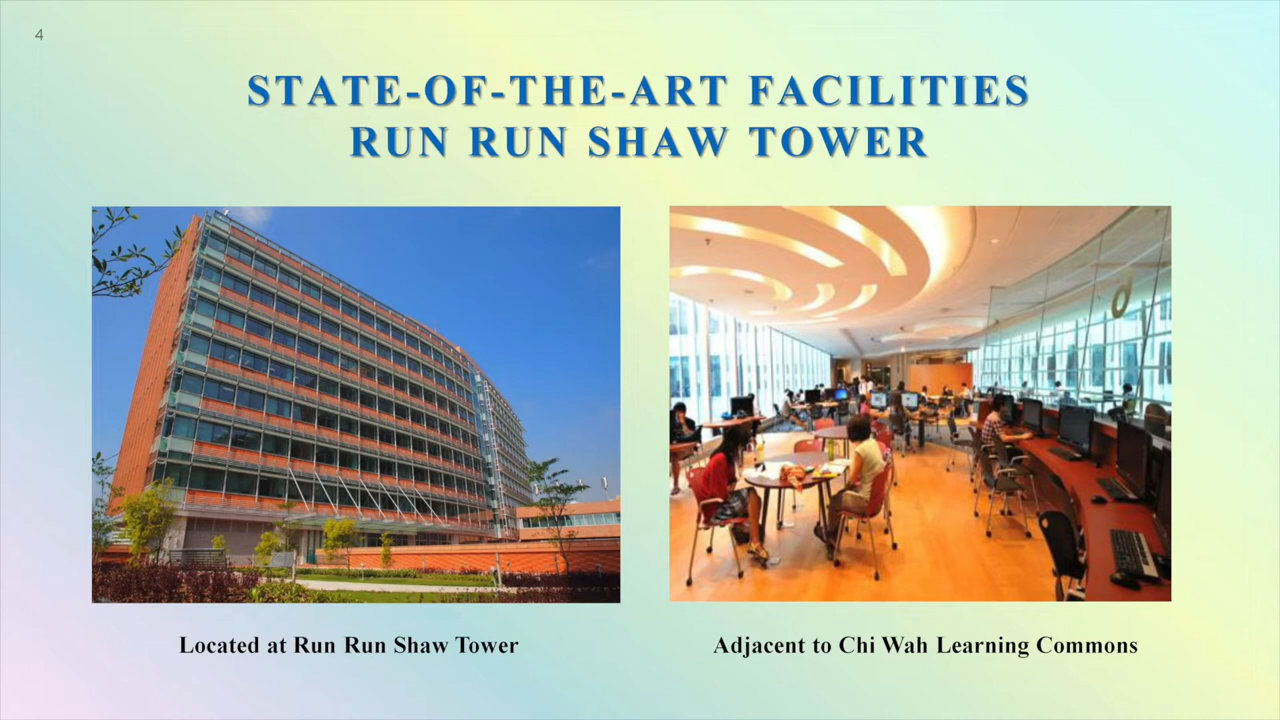 4
STATE-OF-THE-ART FACILITIES
RUN RUN SHAW TOWER
Located at Run Run Shaw Tower
Adjacent to Chi Wah Learning Commons